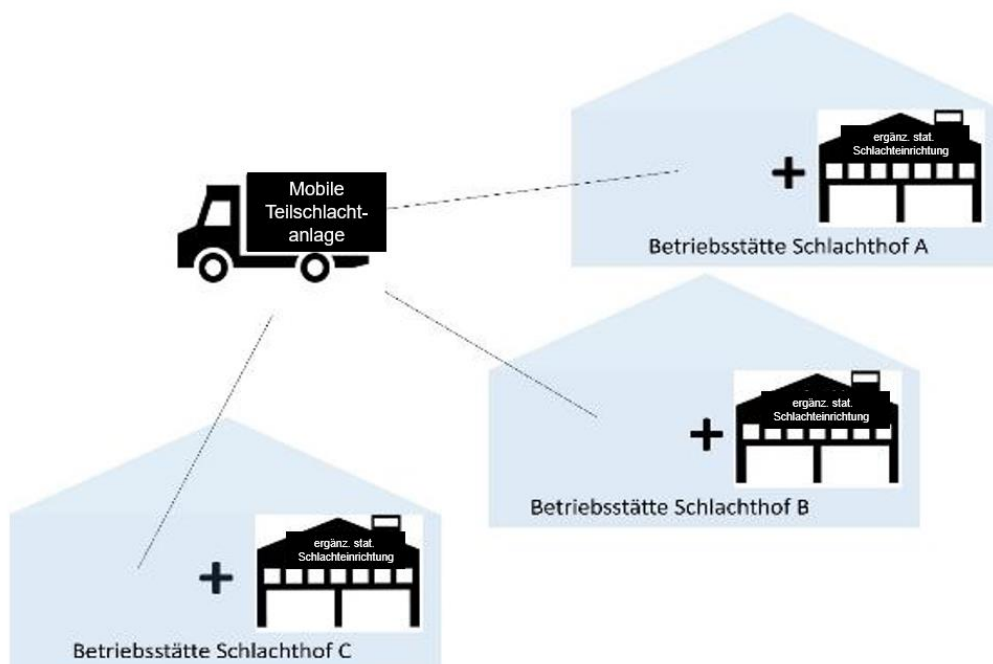 Mobile
Teilschlacht-
anlage
ergänz. stat.
Schlachteinrichtung
Betriebsstätte Schlachthof A
ergänz. stat.
Schlachteinrichtung
Betriebsstätte Schlachthof B
ergänz. stat.
Schlachteinrichtung
Betriebsstätte Schlachthof C